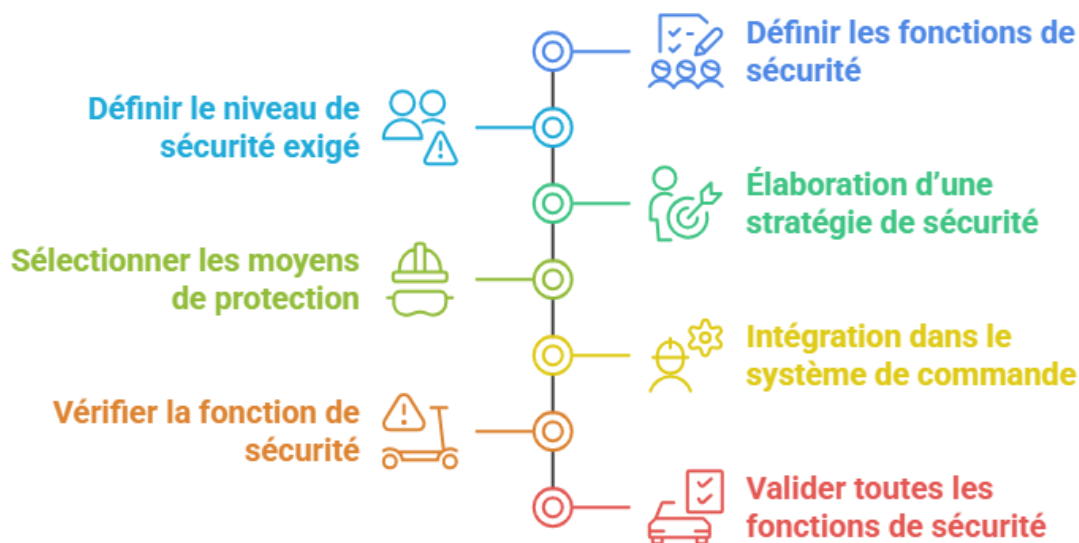 Définir les fonctions de
sécurité
Définir le niveau de
sécurité exigé
Élaboration d’une
stratégie de sécurité
Sélectionner les moyens
de protection
Intégration dans le
système de commande
Vérifier la fonction de
sécurité
Valider toutes les
fonctions de sécurité